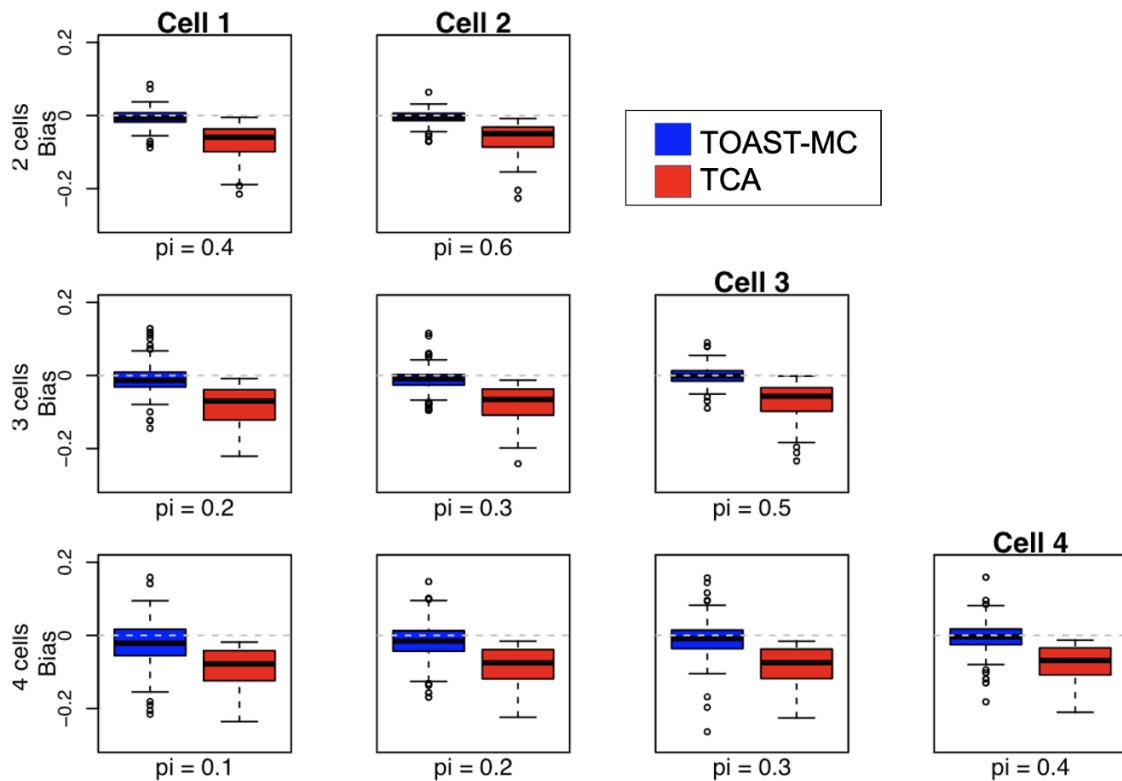 Cell 1
Cell 2
2 cells
Bias
0.2
0
−0.2
pi = 0.4
pi = 0.6
TOAST-MC
TCA
Cell 3
3 cells
Bias
0.2
0
−0.2
pi = 0.2
pi = 0.3
pi = 0.5
Cell 4
4 cells
Bias
0.2
0
−0.2
pi = 0.1
pi = 0.2
pi = 0.3
pi = 0.4